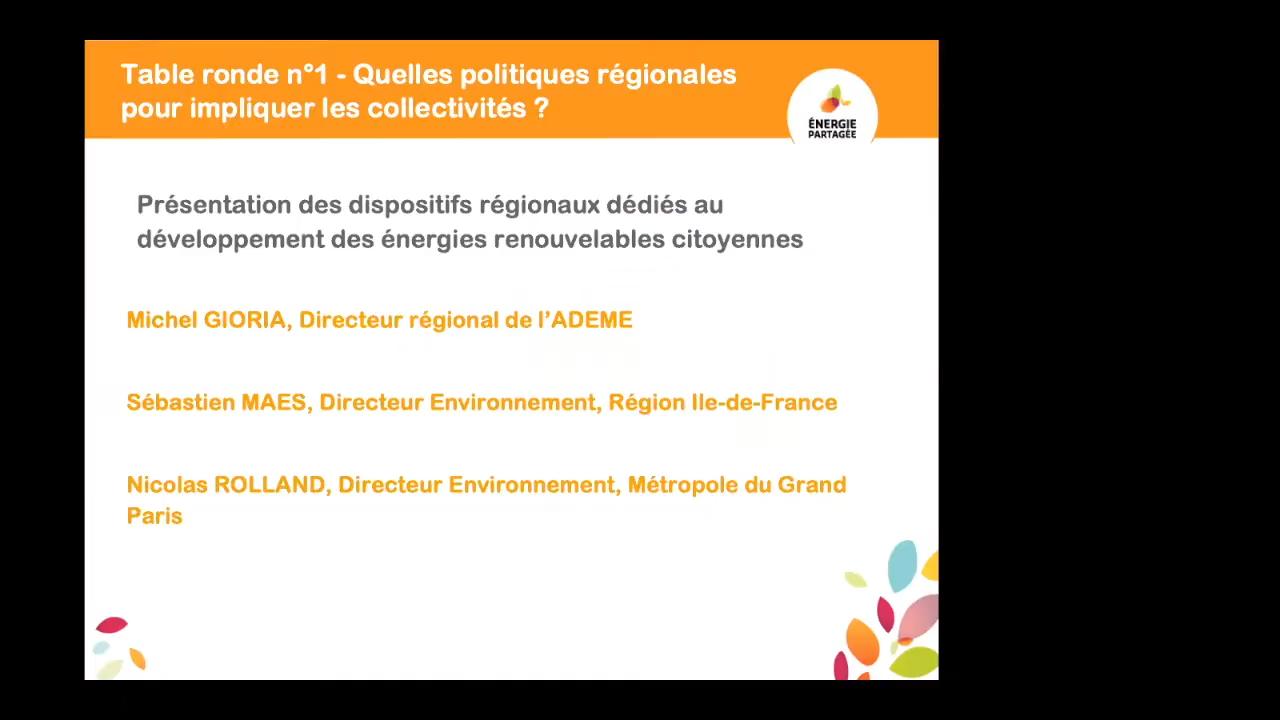 Table ronde n°1 - Quelles politiques régionales
pour impliquer les collectivités ?
ÉNERGIE
PARTAGÉE
Présentation des dispositifs régionaux dédiés au
développement des énergies renouvelables citoyennes
Michel GIORIA, Directeur régional de l’ADEME
Sébastien MAES, Directeur Environnement, Région Ile-de-France
Nicolas ROLLAND, Directeur Environnement, Métropole du Grand
Paris